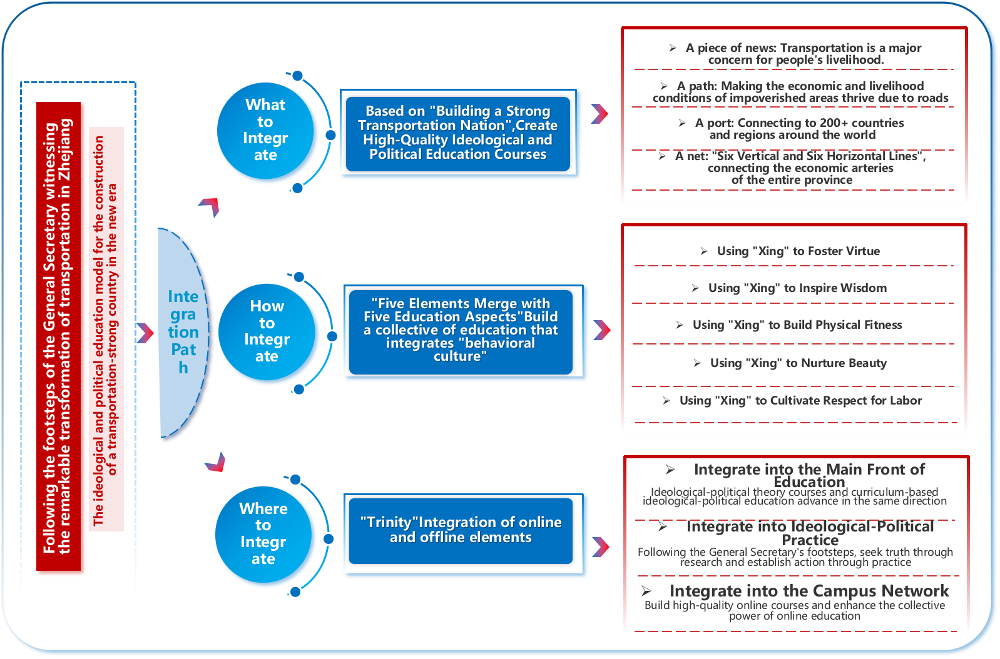 Following the footsteps of the General Secretary witnessing
the remarkable transformation of transportation in Zhejiang
The ideological and political education model for the construction
of a transportation-strong country in the new era
Inte
gra
tion
Pat
h
What
to
Integr
ate
Based on "Building a Strong
Transportation Nation",Create
High-Quality Ideological and
Political Education Courses
➢ A piece of news: Transportation is a major
concern for people's livelihood.
➢ A path: Making the economic and livelihood
conditions of impoverished areas thrive due to roads
➢ A port: Connecting to 200+ countries
and regions around the world
➢ A net: "Six Vertical and Six Horizontal Lines",
connecting the economic arteries
of the entire province
How
to
Integr
ate
"Five Elements Merge with
Five Education Aspects"Build
a collective of education that
integrates "behavioral
culture"
➢ Using "Xing" to Foster Virtue
➢ Using "Xing" to Inspire Wisdom
➢ Using "Xing" to Build Physical Fitness
➢ Using "Xing" to Nurture Beauty
➢ Using "Xing" to Cultivate Respect for Labor
Where
to
Integr
ate
"Trinity"Integration of online
and offline elements
➢ Integrate into the Main Front of
Education
Ideological-political theory courses and curriculum-based
ideological-political education advance in the same direction
➢ Integrate into Ideological-Political
Practice
Following the General Secretary's footsteps, seek truth through
research and establish action through practice
➢ Integrate into the Campus Network
Build high-quality online courses and enhance the collective
power of online education